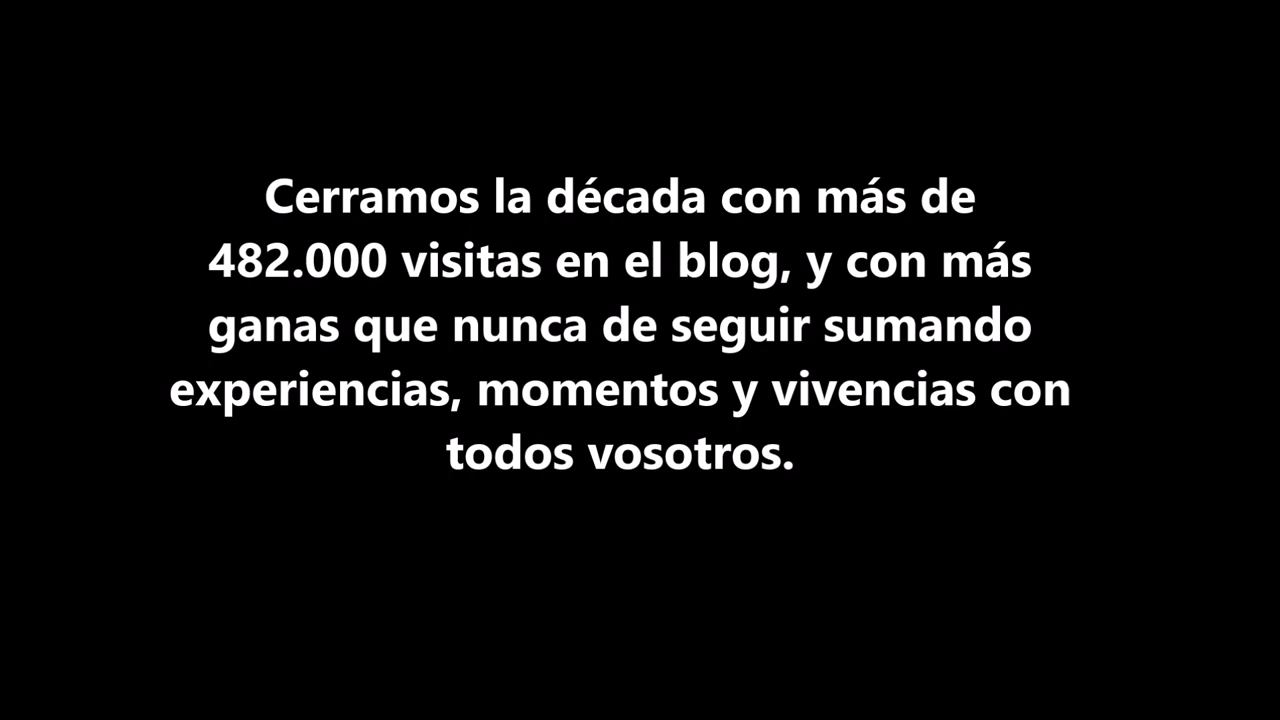 Cerramos la década con más de
482.000 visitas en el blog, y con más
ganas que nunca de seguir sumando
experiencias, momentos y vivencias con
todos vosotros.